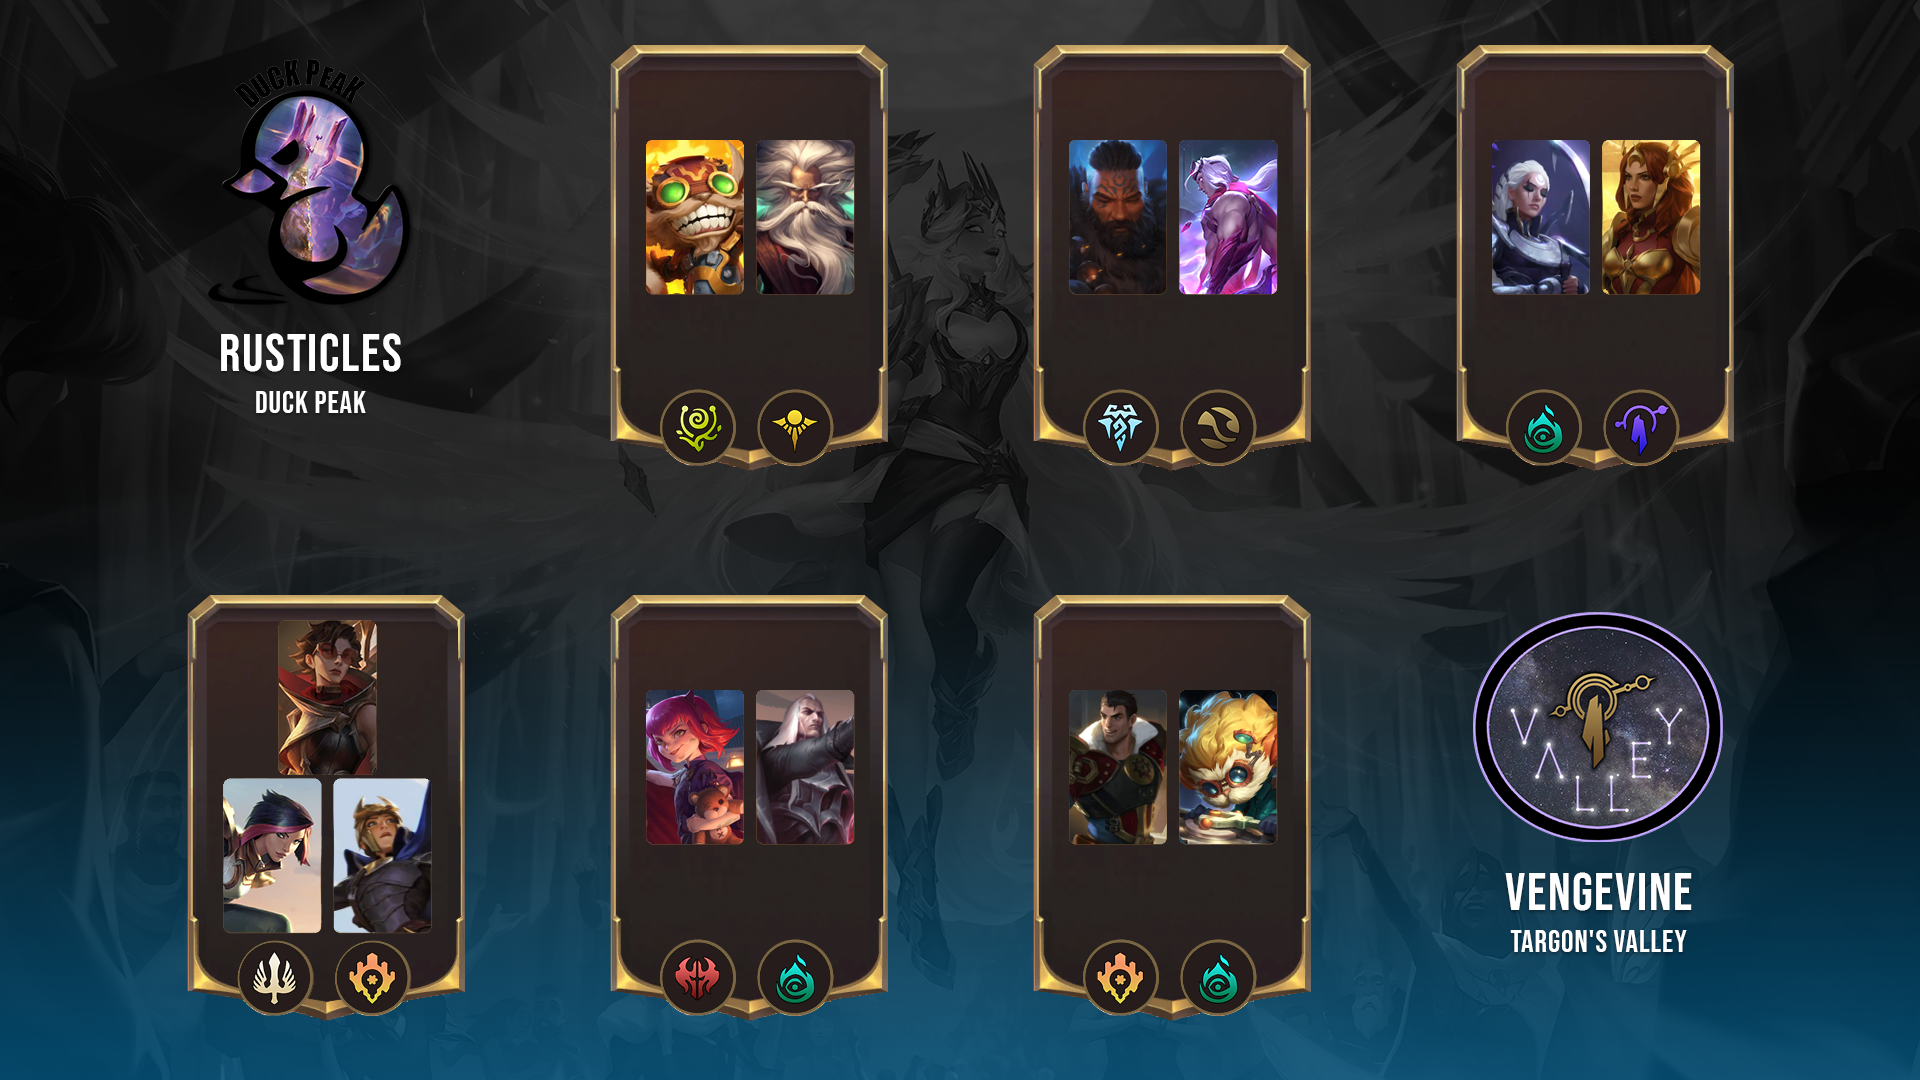 DUCK PEAK
RUSTICLES
DUCK PEAK
VALLEY
VENGEVINE
TARGON'S VALLEY